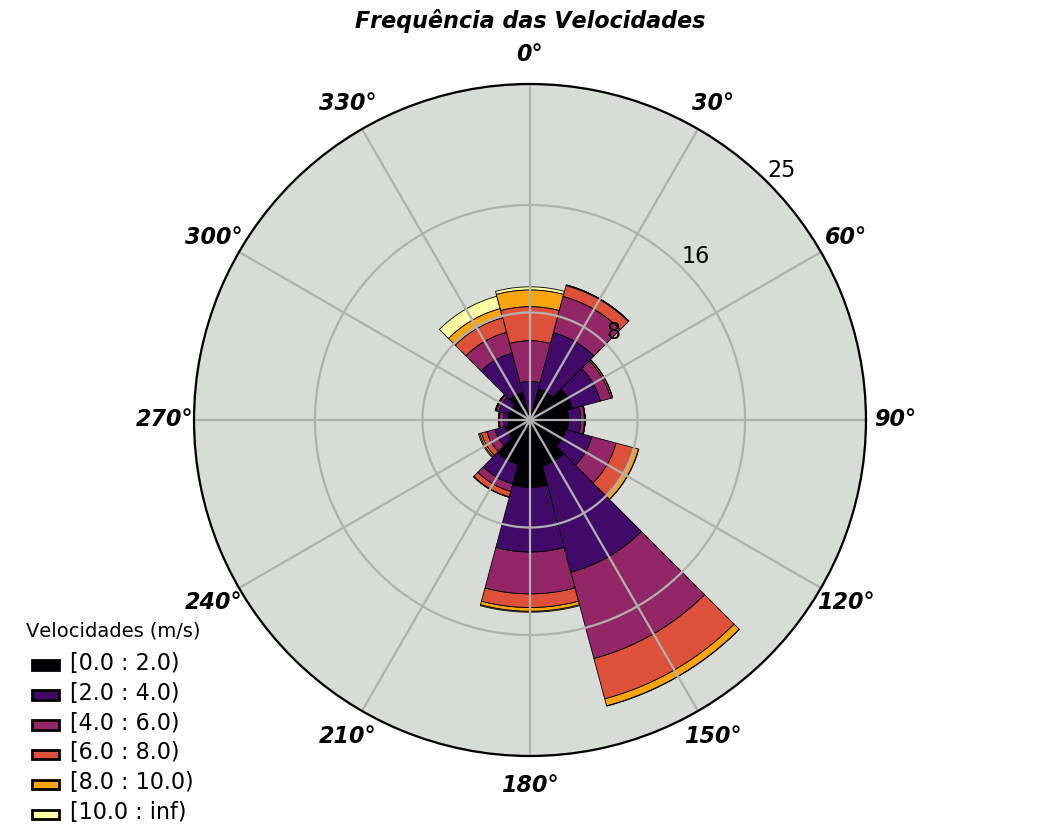 Frequência das Velocidades
0°
330°
30°
25
300°
60°
16
8
270°
90°
240°
120°
210°
150°
180°
Velocidades (m/s)
[0.0 : 2.0)
[2.0 : 4.0)
[4.0 : 6.0)
[6.0 : 8.0)
[8.0 : 10.0)
[10.0 : inf)